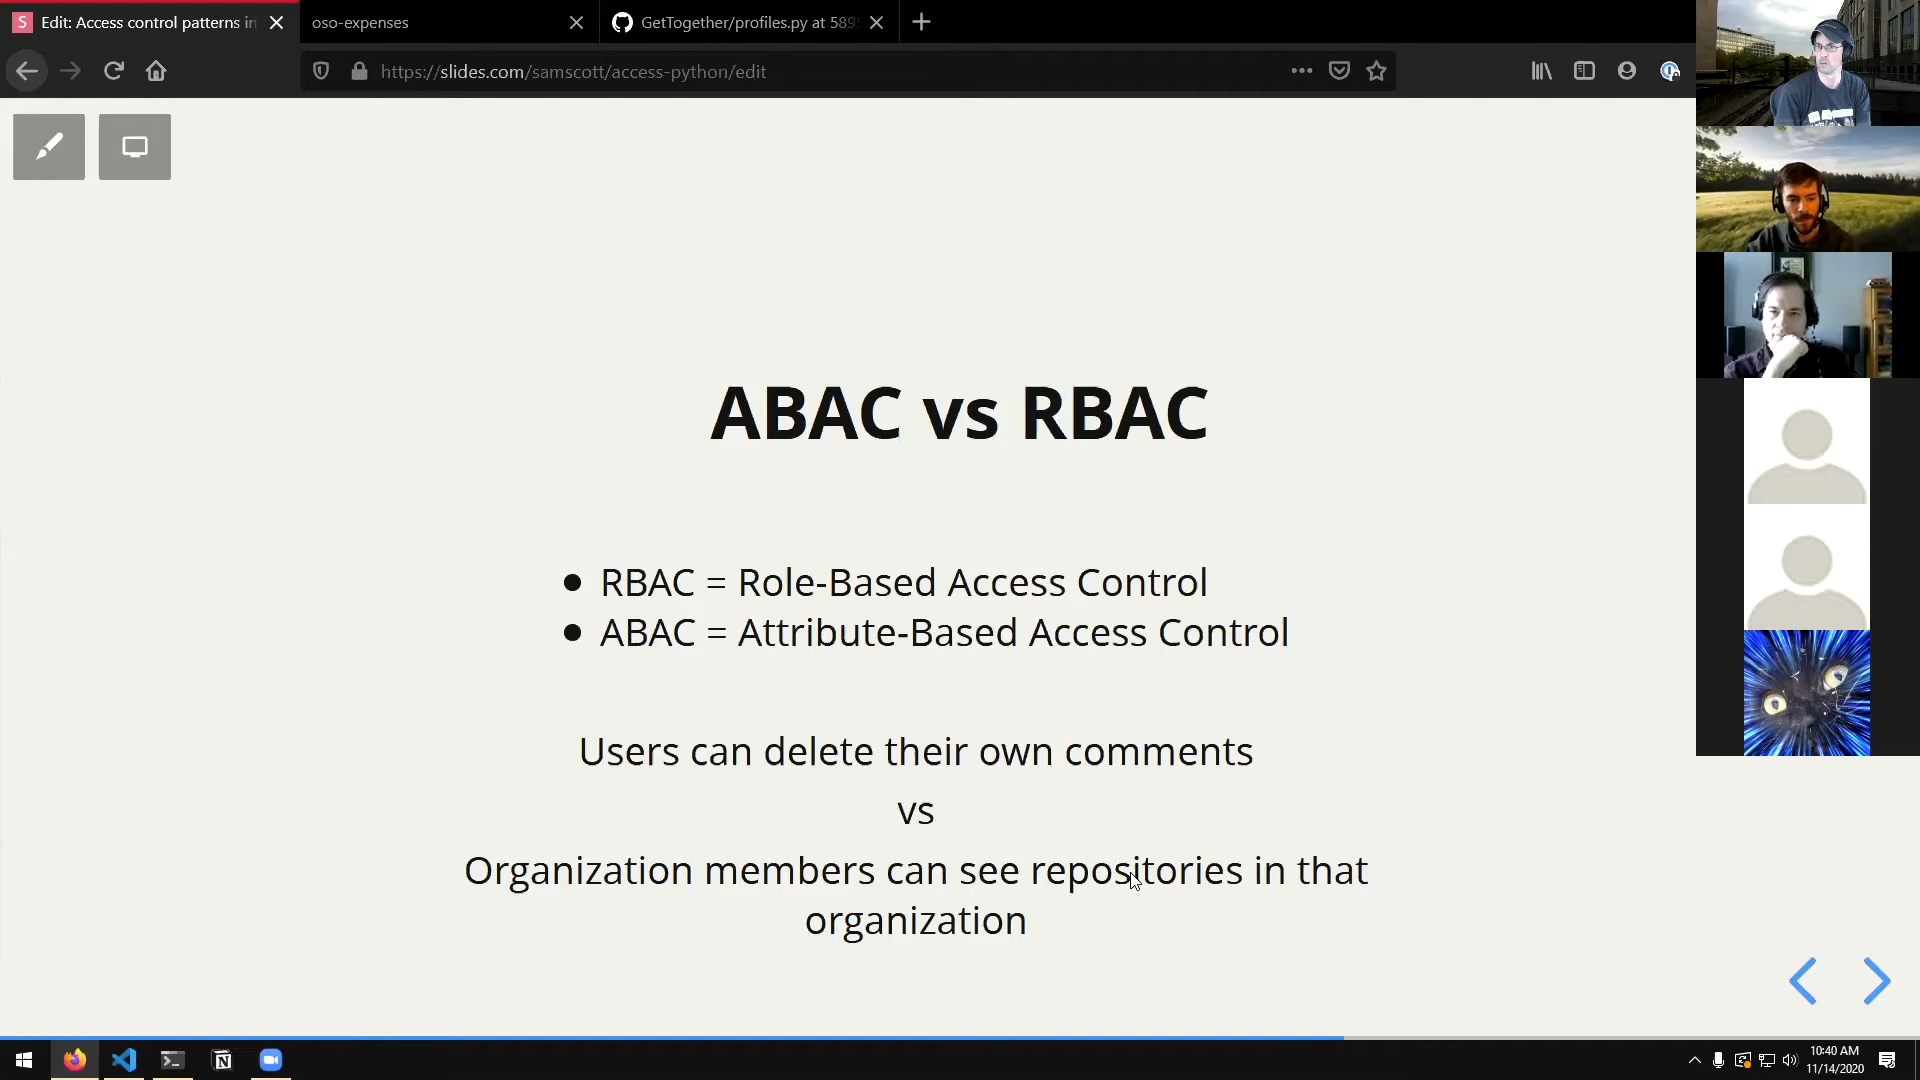 S Edit: Access control patterns in
oso-expenses
GetTogether/profiles.py at 589
https://slides.com/samscott/access-python/edit
ABAC vs RBAC
• RBAC = Role-Based Access Control
• ABAC = Attribute-Based Access Control
Users can delete their own comments
vs
Organization members can see repositories in that
organization
10:40 AM
11/14/2020